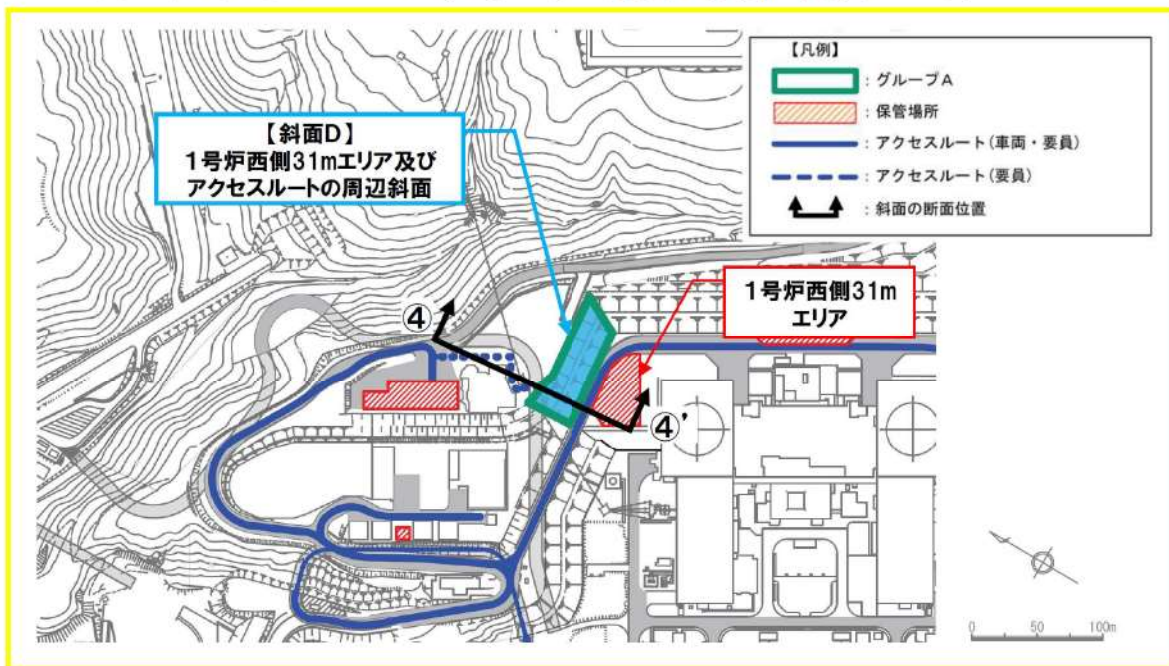 【凡例】
：グループA
：保管場所
：アクセスルート(車両・要員)
：アクセスルート(要員)
：斜面の断面位置
【斜面D】
1号炉西側31mエリア及び
アクセスルートの周辺斜面
1号炉西側31m
エリア
④
④'
0 50 100m